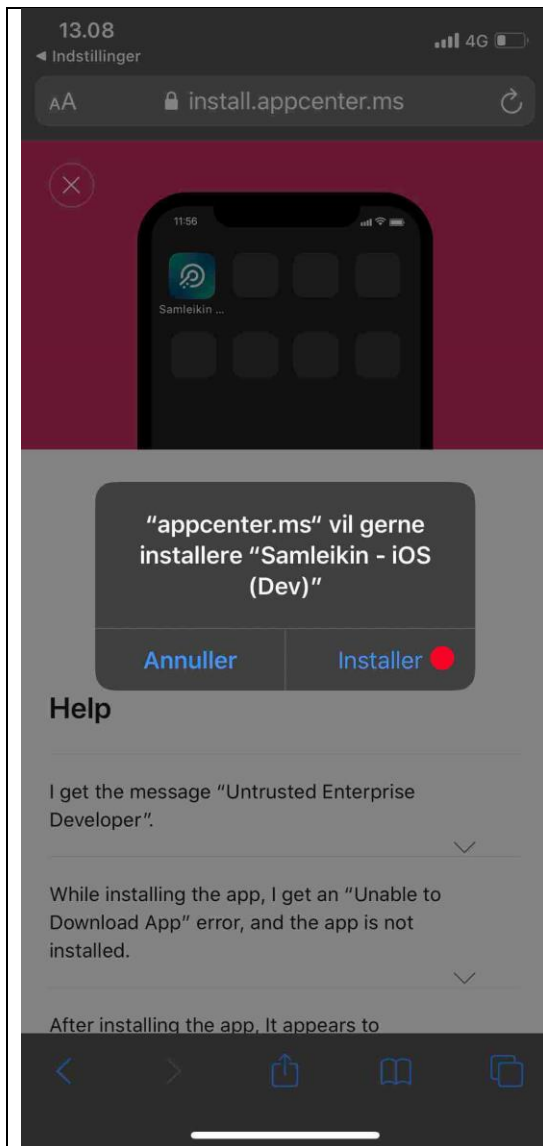 13.08
4G
◀ Indstillinger
AA
install.appcenter.ms
11:56
Samleikin ...
“appcenter.ms“ vil gerne
installere “Samleikin - iOS
(Dev)”
Annuller
Installer
Help
I get the message “Untrusted Enterprise
Developer”.
While installing the app, I get an “Unable to
Download App” error, and the app is not
installed.
After installing the app, It appears to